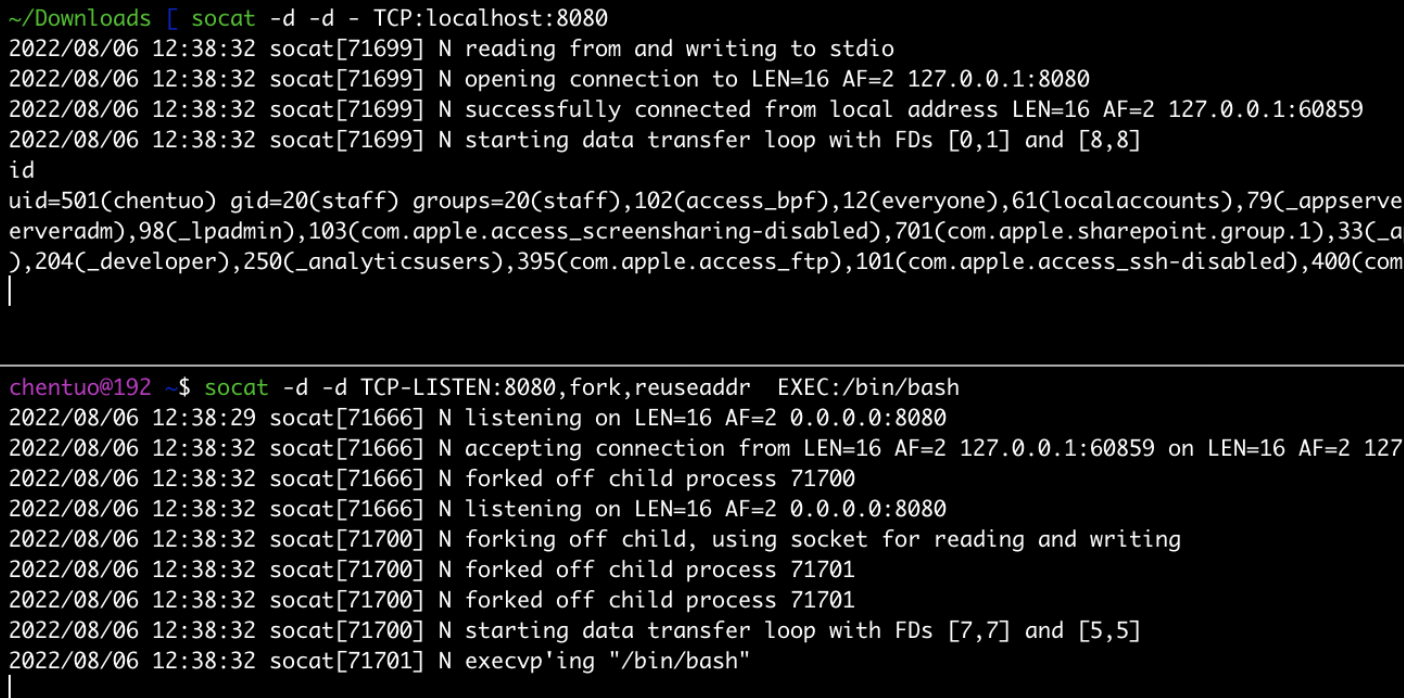 ~/Downloads [ socat -d -d - TCP:localhost:8080
2022/08/06 12:38:32 socat[71699] N reading from and writing to stdio
2022/08/06 12:38:32 socat[71699] N opening connection to LEN=16 AF=2 127.0.0.1:8080
2022/08/06 12:38:32 socat[71699] N successfully connected from local address LEN=16 AF=2 127.0.0.1:60859
2022/08/06 12:38:32 socat[71699] N starting data transfer loop with FDs [0,1] and [8,8]
id
uid=501(chentuo) gid=20(staff) groups=20(staff),102(access_bpf),12(everyone),61(localaccounts),79(_appserve
erveradm),98(_lpadmin),103(com.apple.access_screensharing-disabled),701(com.apple.sharepoint.group.1),33(_a
),204(_developer),250(_analyticsusers),395(com.apple.access_ftp),101(com.apple.access_ssh-disabled),400(com
chentuo@192 ~$ socat -d -d TCP-LISTEN:8080,fork,reuseaddr  EXEC:/bin/bash
2022/08/06 12:38:29 socat[71666] N listening on LEN=16 AF=2 0.0.0.0:8080
2022/08/06 12:38:32 socat[71666] N accepting connection from LEN=16 AF=2 127.0.0.1:60859 on LEN=16 AF=2 127
2022/08/06 12:38:32 socat[71666] N forked off child process 71700
2022/08/06 12:38:32 socat[71666] N listening on LEN=16 AF=2 0.0.0.0:8080
2022/08/06 12:38:32 socat[71700] N forking off child, using socket for reading and writing
2022/08/06 12:38:32 socat[71700] N forked off child process 71701
2022/08/06 12:38:32 socat[71700] N forked off child process 71701
2022/08/06 12:38:32 socat[71700] N starting data transfer loop with FDs [7,7] and [5,5]
2022/08/06 12:38:32 socat[71701] N execvp'ing "/bin/bash"